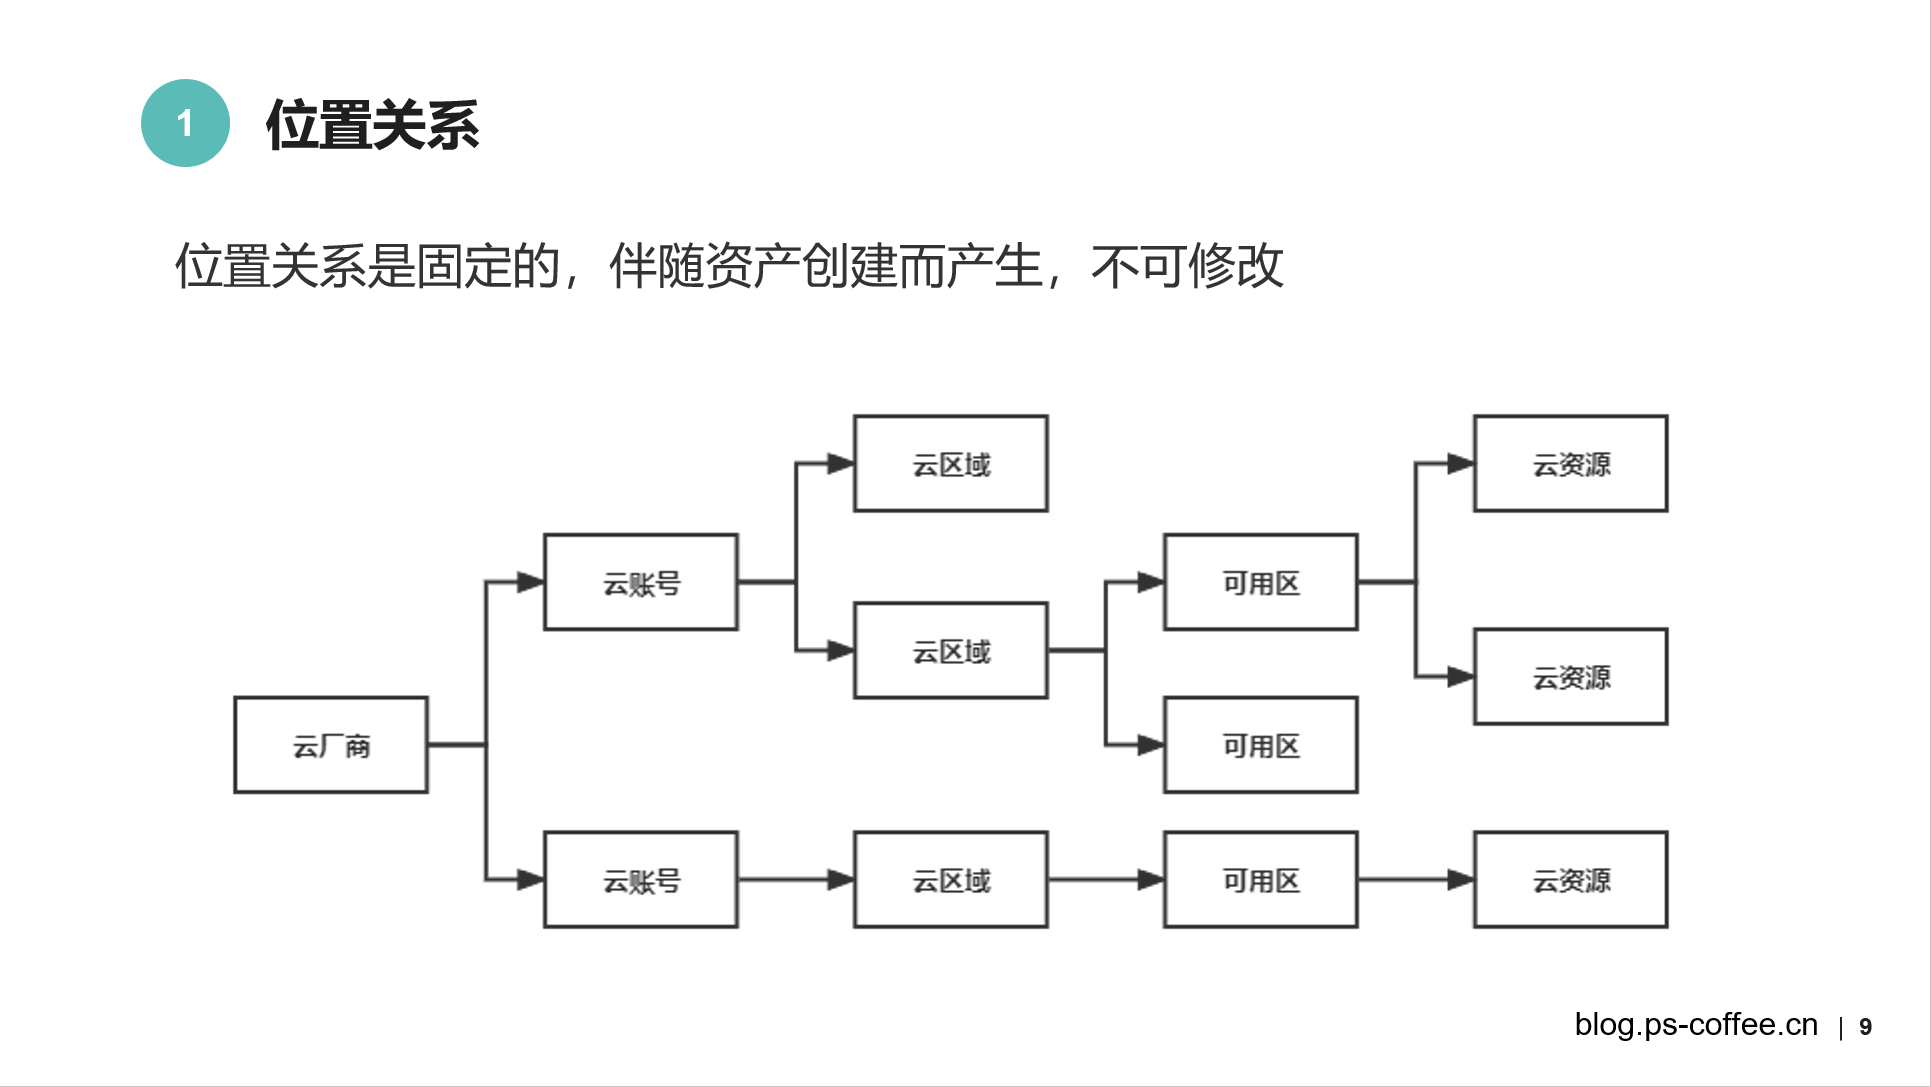 1 位置关系
位置关系是固定的，伴随资产创建而产生，不可修改
云区域
云资源
云账号
可用区
云区域
云资源
云厂商
可用区
云账号
云区域
可用区
云资源
blog.ps-coffee.cn | 9